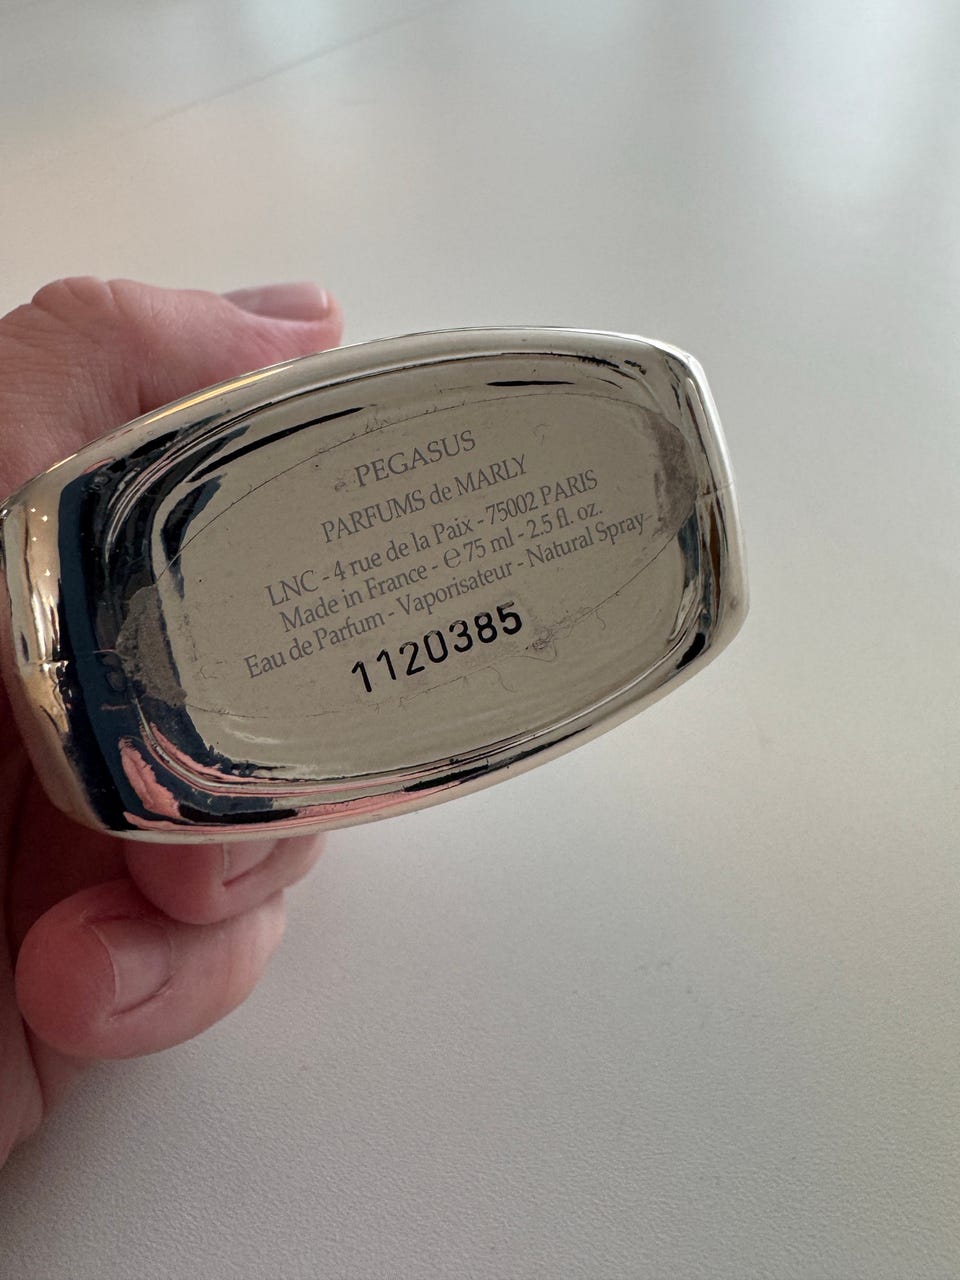 PEGASUS
PARFUMS de MARLY
LNC - 4 rue de la Paix - 75002 PARIS
Made in France - ℮ 75 ml - 2.5 fl. oz.
Eau de Parfum - Vaporisateur - Natural Spray
1120385